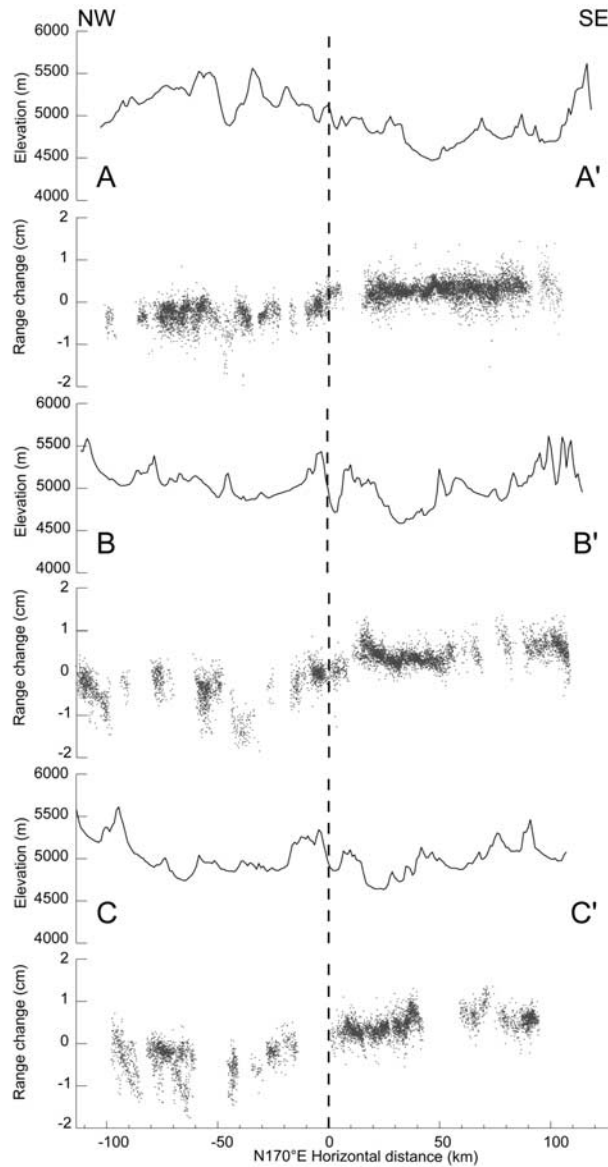 NW SE
6000
5500
5000
4500
4000
Elevation (m)
A A'
2
1
0
-1
-2
Range change (cm)
6000
5500
5000
4500
4000
Elevation (m)
B B'
2
1
0
-1
-2
Range change (cm)
6000
5500
5000
4500
4000
Elevation (m)
C C'
2
1
0
-1
-2
Range change (cm)
-100 -50 0 50 100
N170°E Horizontal distance (km)